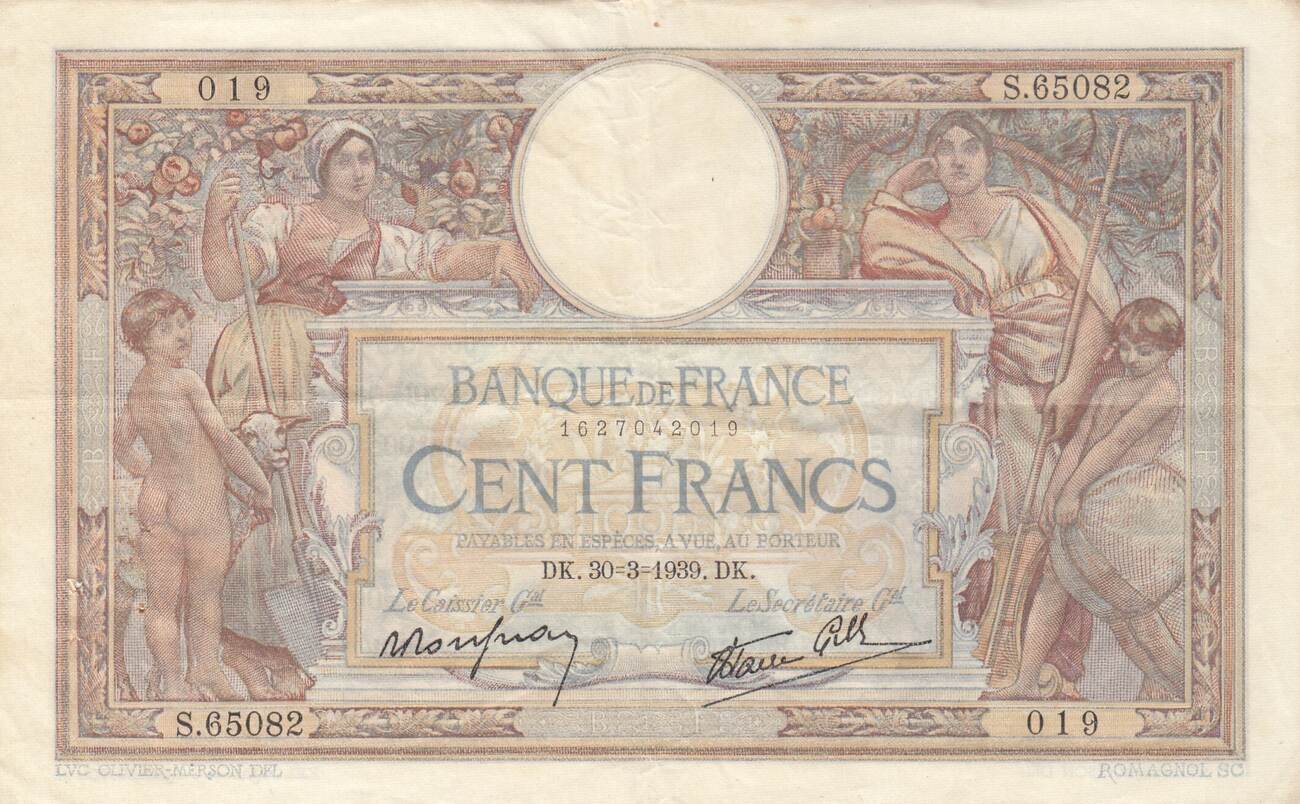 019
S.65082
BANQUE DE FRANCE
1627042019
CENT FRANCS
PAYABLES EN ESPÈCES, A VUE, AU PORTEUR
DK. 30=3=1939. DK.
Le Caissier Gal
Le Secrétaire Gal
S.65082
019
LVC-OLIVIER-MERSON DEL
ROMAGNOL SC